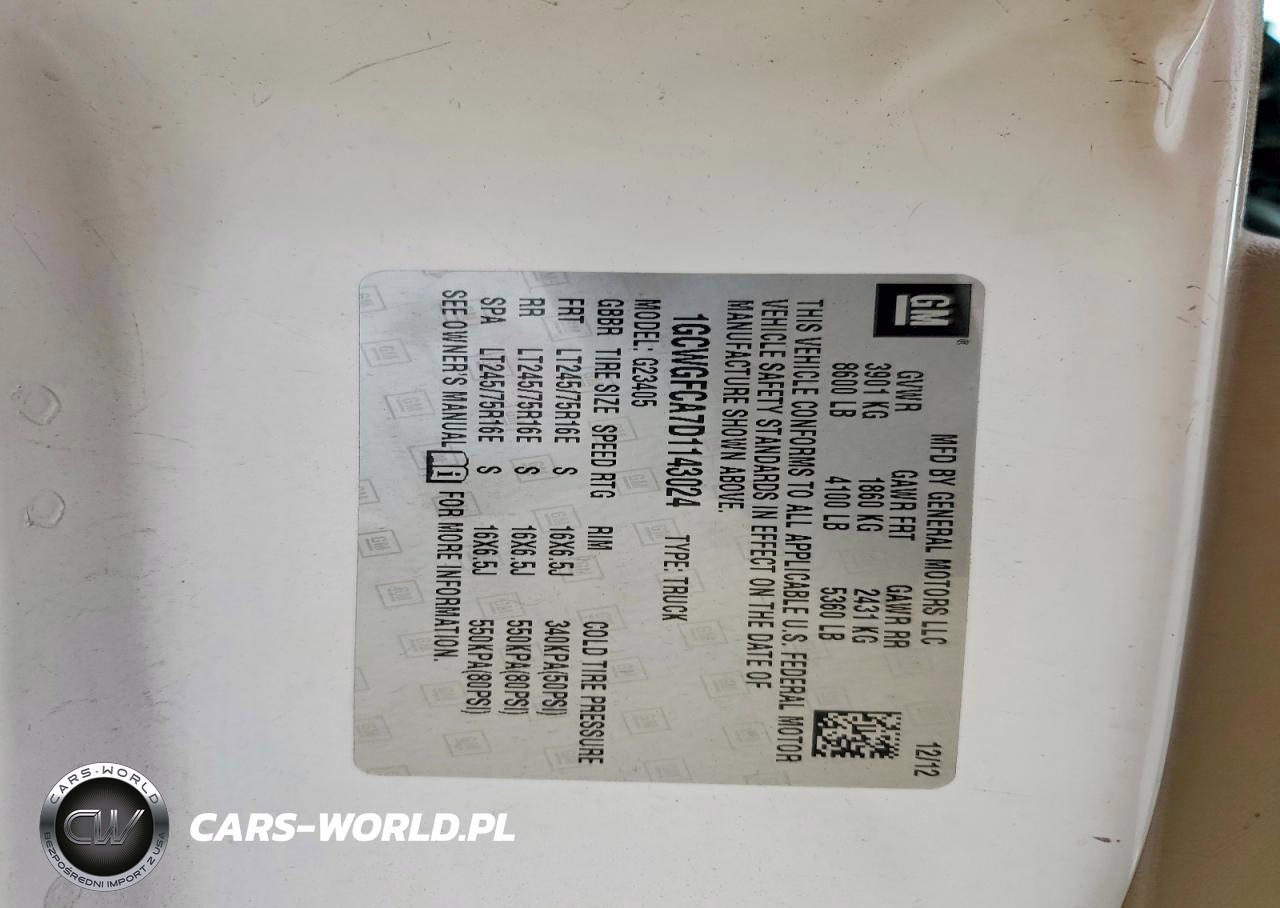 GM ®
MFD BY GENERAL MOTORS LLC 12/12
GVWR GAWR FRT GAWR RR
3901 KG 1860 KG 2431 KG
8600 LB 4100 LB 5360 LB
THIS VEHICLE CONFORMS TO ALL APPLICABLE U.S. FEDERAL MOTOR
VEHICLE SAFETY STANDARDS IN EFFECT ON THE DATE OF
MANUFACTURE SHOWN ABOVE.
1GCWGFCA7D1143024 TYPE: TRUCK
MODEL: G23405
GBBR TIRE SIZE SPEED RTG RIM COLD TIRE PRESSURE
FRT LT245/75R16E S 16X6.5J 340KPA(50PSI)
RR LT245/75R16E S 16X6.5J 550KPA(80PSI)
SPA LT245/75R16E S 16X6.5J 550KPA(80PSI)
SEE OWNER'S MANUAL FOR MORE INFORMATION.
CARS-WORLD
CW
BEZPOŚREDNI IMPORT Z USA
CARS-WORLD.PL